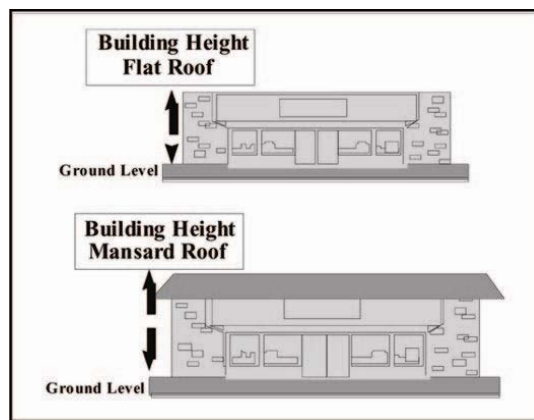 Building Height
Flat Roof
Ground Level
Building Height
Mansard Roof
Ground Level